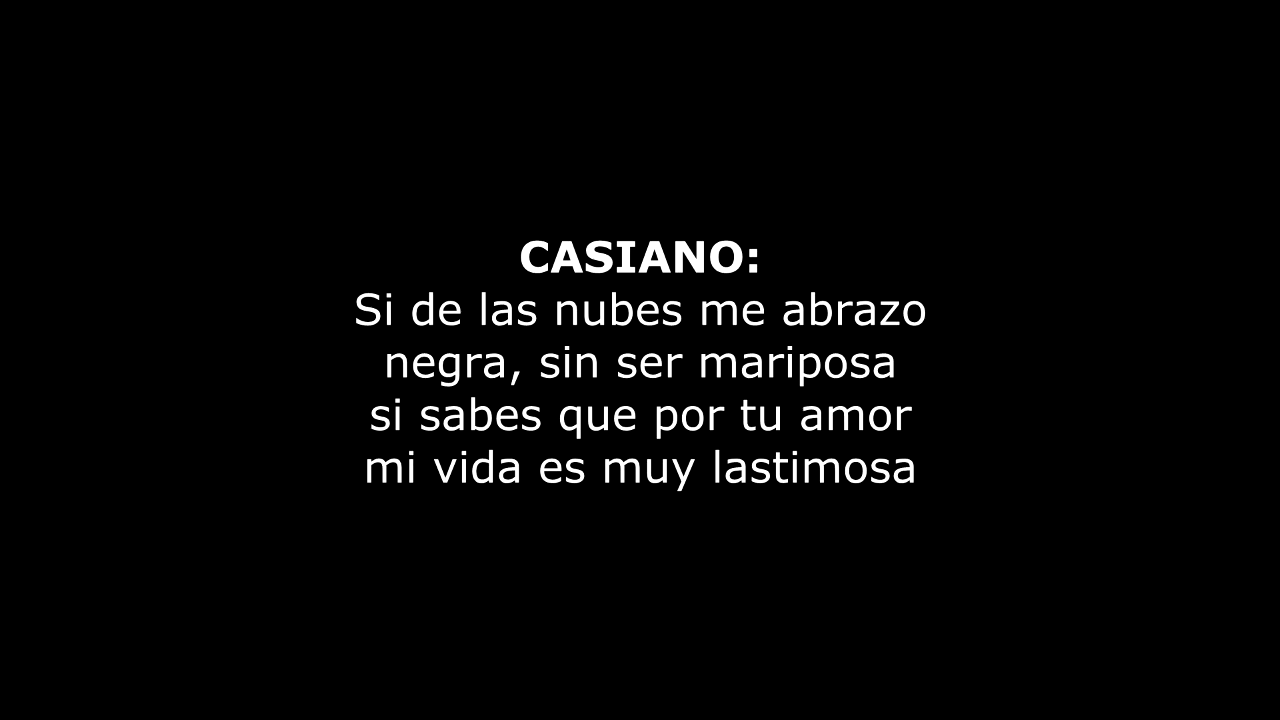 CASIANO:
Si de las nubes me abrazo
negra, sin ser mariposa
si sabes que por tu amor
mi vida es muy lastimosa